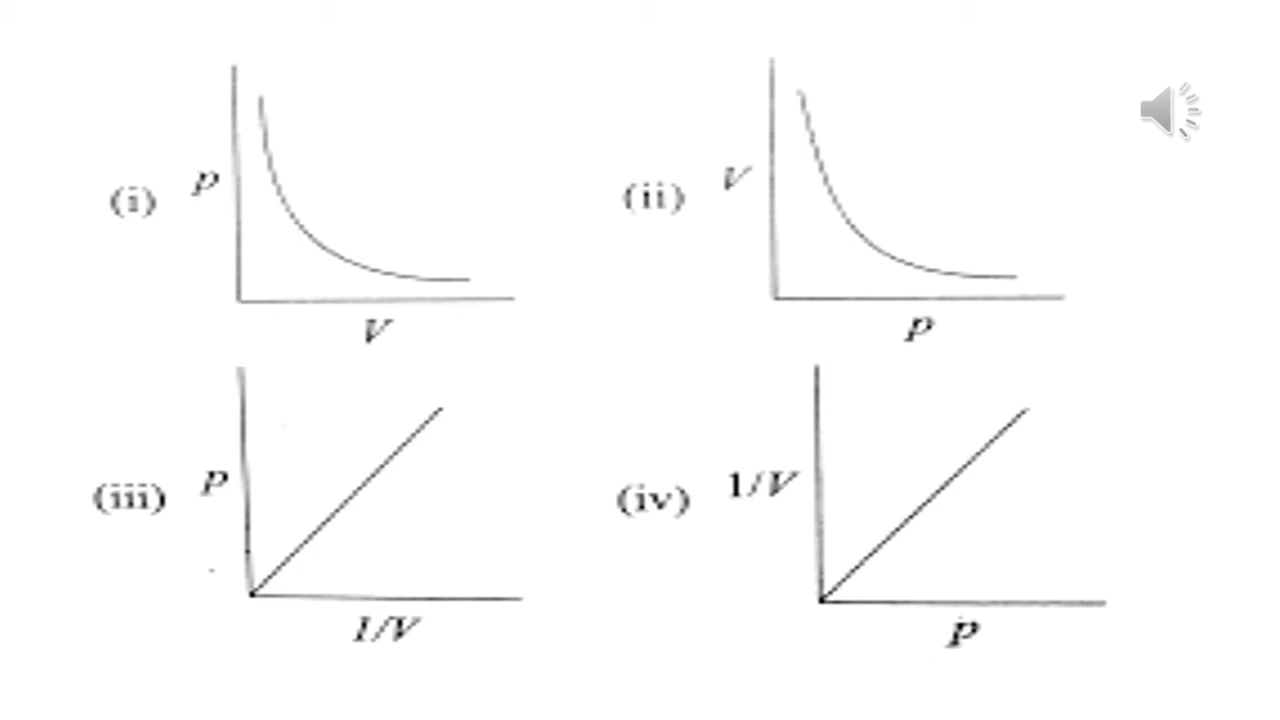 (i) p
V
(ii) V
p
(iii) p
1/V
(iv) 1/V
p